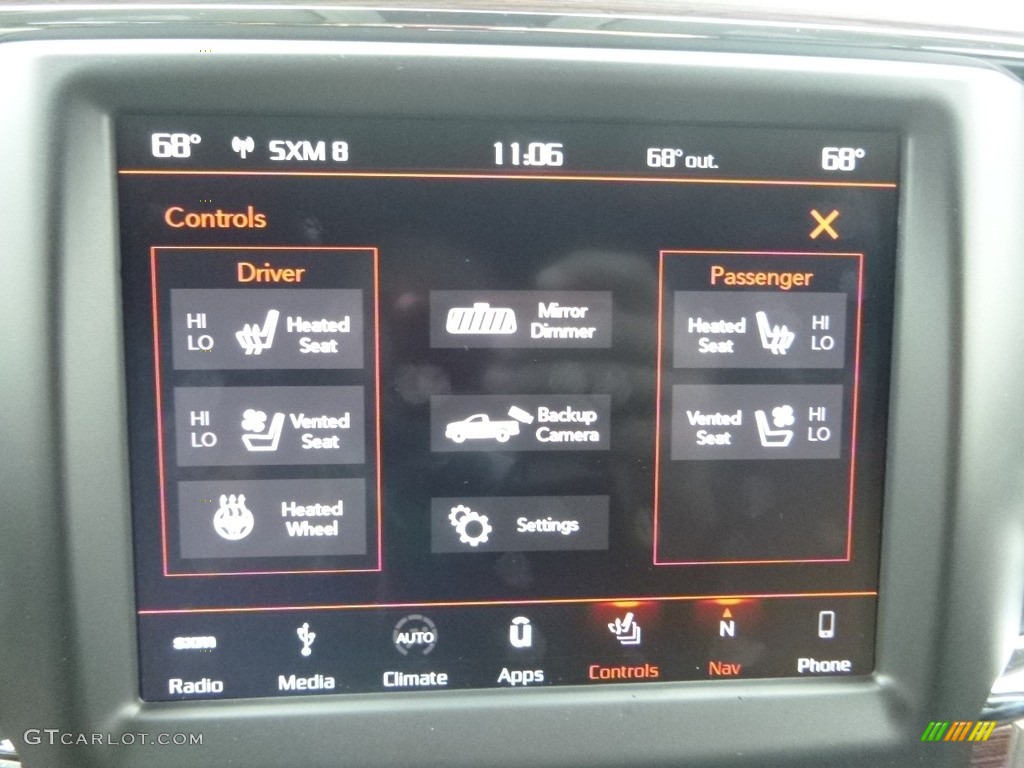 68° SXM 8 11:06 68° out. 68°
Controls
Driver
HI
LO
Heated
Seat
HI
LO
Vented
Seat
Heated
Wheel
Mirror
Dimmer
Backup
Camera
Settings
Passenger
Heated
Seat
HI
LO
Vented
Seat
HI
LO
sxm
Radio
Media
AUTO
Climate
Apps
Controls
N
Nav
Phone
GTCARLOT.COM